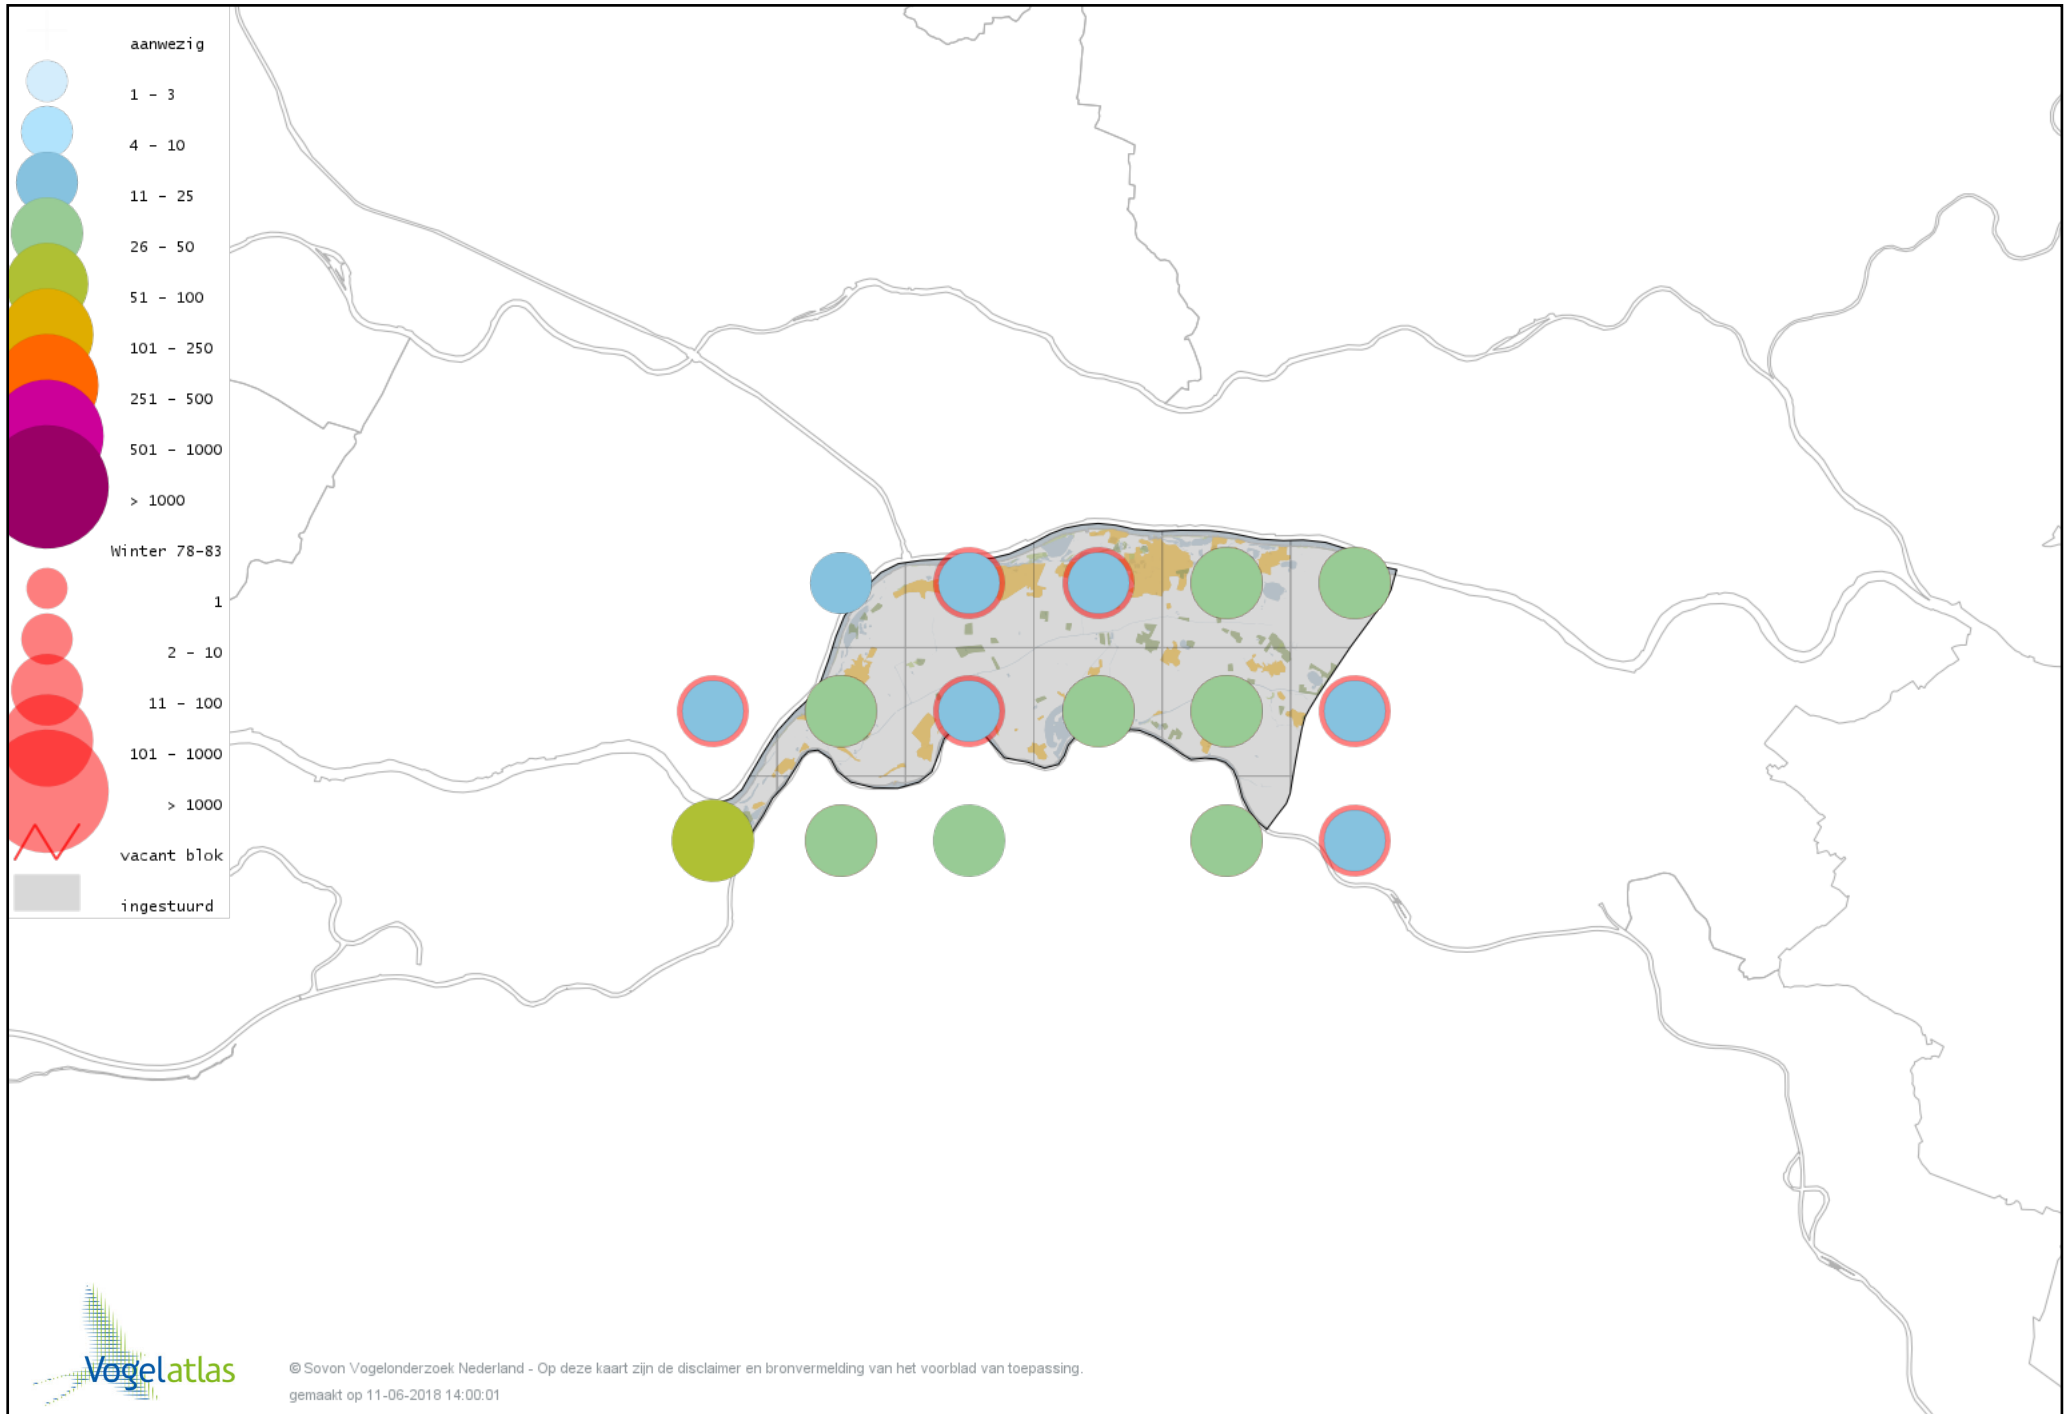 aanwezig
1 - 3
4 - 10
11 - 25
26 - 50
51 - 100
101 - 250
251 - 500
501 - 1000
> 1000
Winter 78-83
1
2 - 10
11 - 100
101 - 1000
> 1000
vacant blok
ingestuurd
Vogelatlas
© Sovon Vogelonderzoek Nederland - Op deze kaart zijn de disclaimer en bronvermelding van het voorblad van toepassing.
gemaakt op 11-06-2018 14:00:01